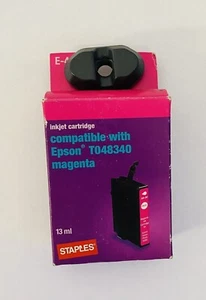 E-A
inkjet cartridge
compatible with
Epson® T048340
magenta
13 ml
STAPLES